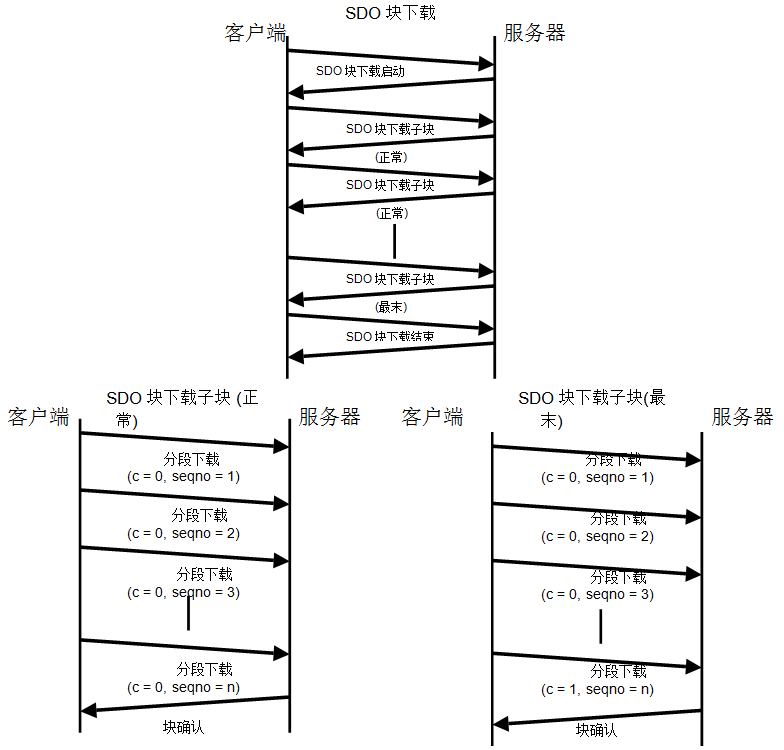 SDO 块下载
客户端
服务器
SDO 块下载启动
SDO 块下载子块
(正常)
SDO 块下载子块
(正常)
SDO 块下载子块
(最末)
SDO 块下载结束
SDO 块下载子块 (正
常)
客户端
服务器
分段下载
(c = 0, seqno = 1)
分段下载
(c = 0, seqno = 2)
分段下载
(c = 0, seqno = 3)
分段下载
(c = 0, seqno = n)
块确认
SDO 块下载子块(最
末)
客户端
服务器
分段下载
(c = 0, seqno = 1)
分段下载
(c = 0, seqno = 2)
分段下载
(c = 0, seqno = 3)
分段下载
(c = 1, seqno = n)
块确认